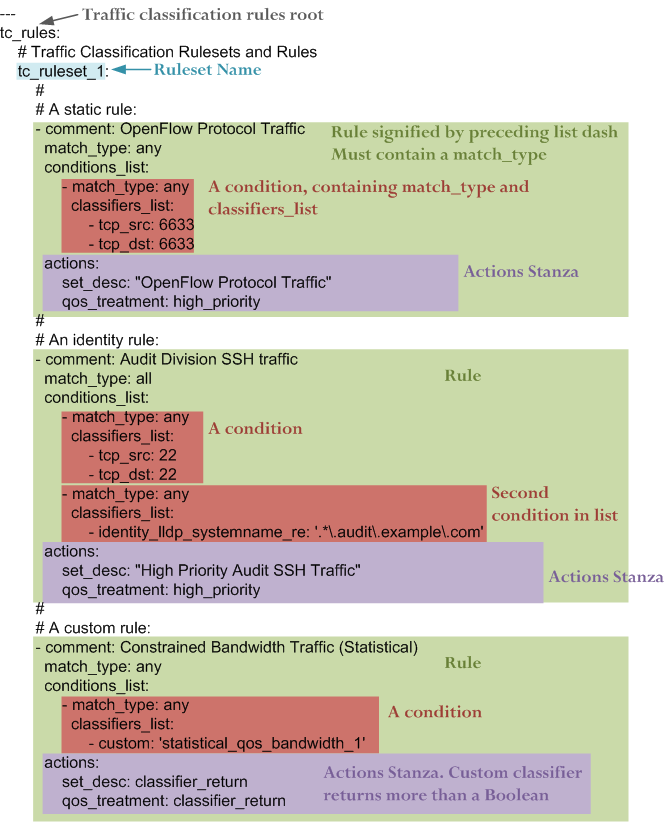 ---
Traffic classification rules root
tc_rules:
# Traffic Classification Rulesets and Rules
tc_ruleset_1:
Ruleset Name
#
# A static rule:
- comment: OpenFlow Protocol Traffic
Rule signified by preceding list dash
match_type: any
Must contain a match_type
conditions_list:
- match_type: any
A condition, containing match_type and
classifiers_list:
classifiers_list
- tcp_src: 6633
- tcp_dst: 6633
actions:
Actions Stanza
set_desc: "OpenFlow Protocol Traffic"
qos_treatment: high_priority
#
# An identity rule:
- comment: Audit Division SSH traffic
match_type: all
Rule
conditions_list:
- match_type: any
A condition
classifiers_list:
- tcp_src: 22
- tcp_dst: 22
- match_type: any
Second
classifiers_list:
condition in list
- identity_lldp_systemname_re: '.*\.audit\.example\.com'
actions:
set_desc: "High Priority Audit SSH Traffic"
Actions Stanza
qos_treatment: high_priority
#
# A custom rule:
- comment: Constrained Bandwidth Traffic (Statistical)
match_type: any
Rule
conditions_list:
- match_type: any
A condition
classifiers_list:
- custom: 'statistical_qos_bandwidth_1'
actions:
Actions Stanza. Custom classifier
set_desc: classifier_return
returns more than a Boolean
qos_treatment: classifier_return